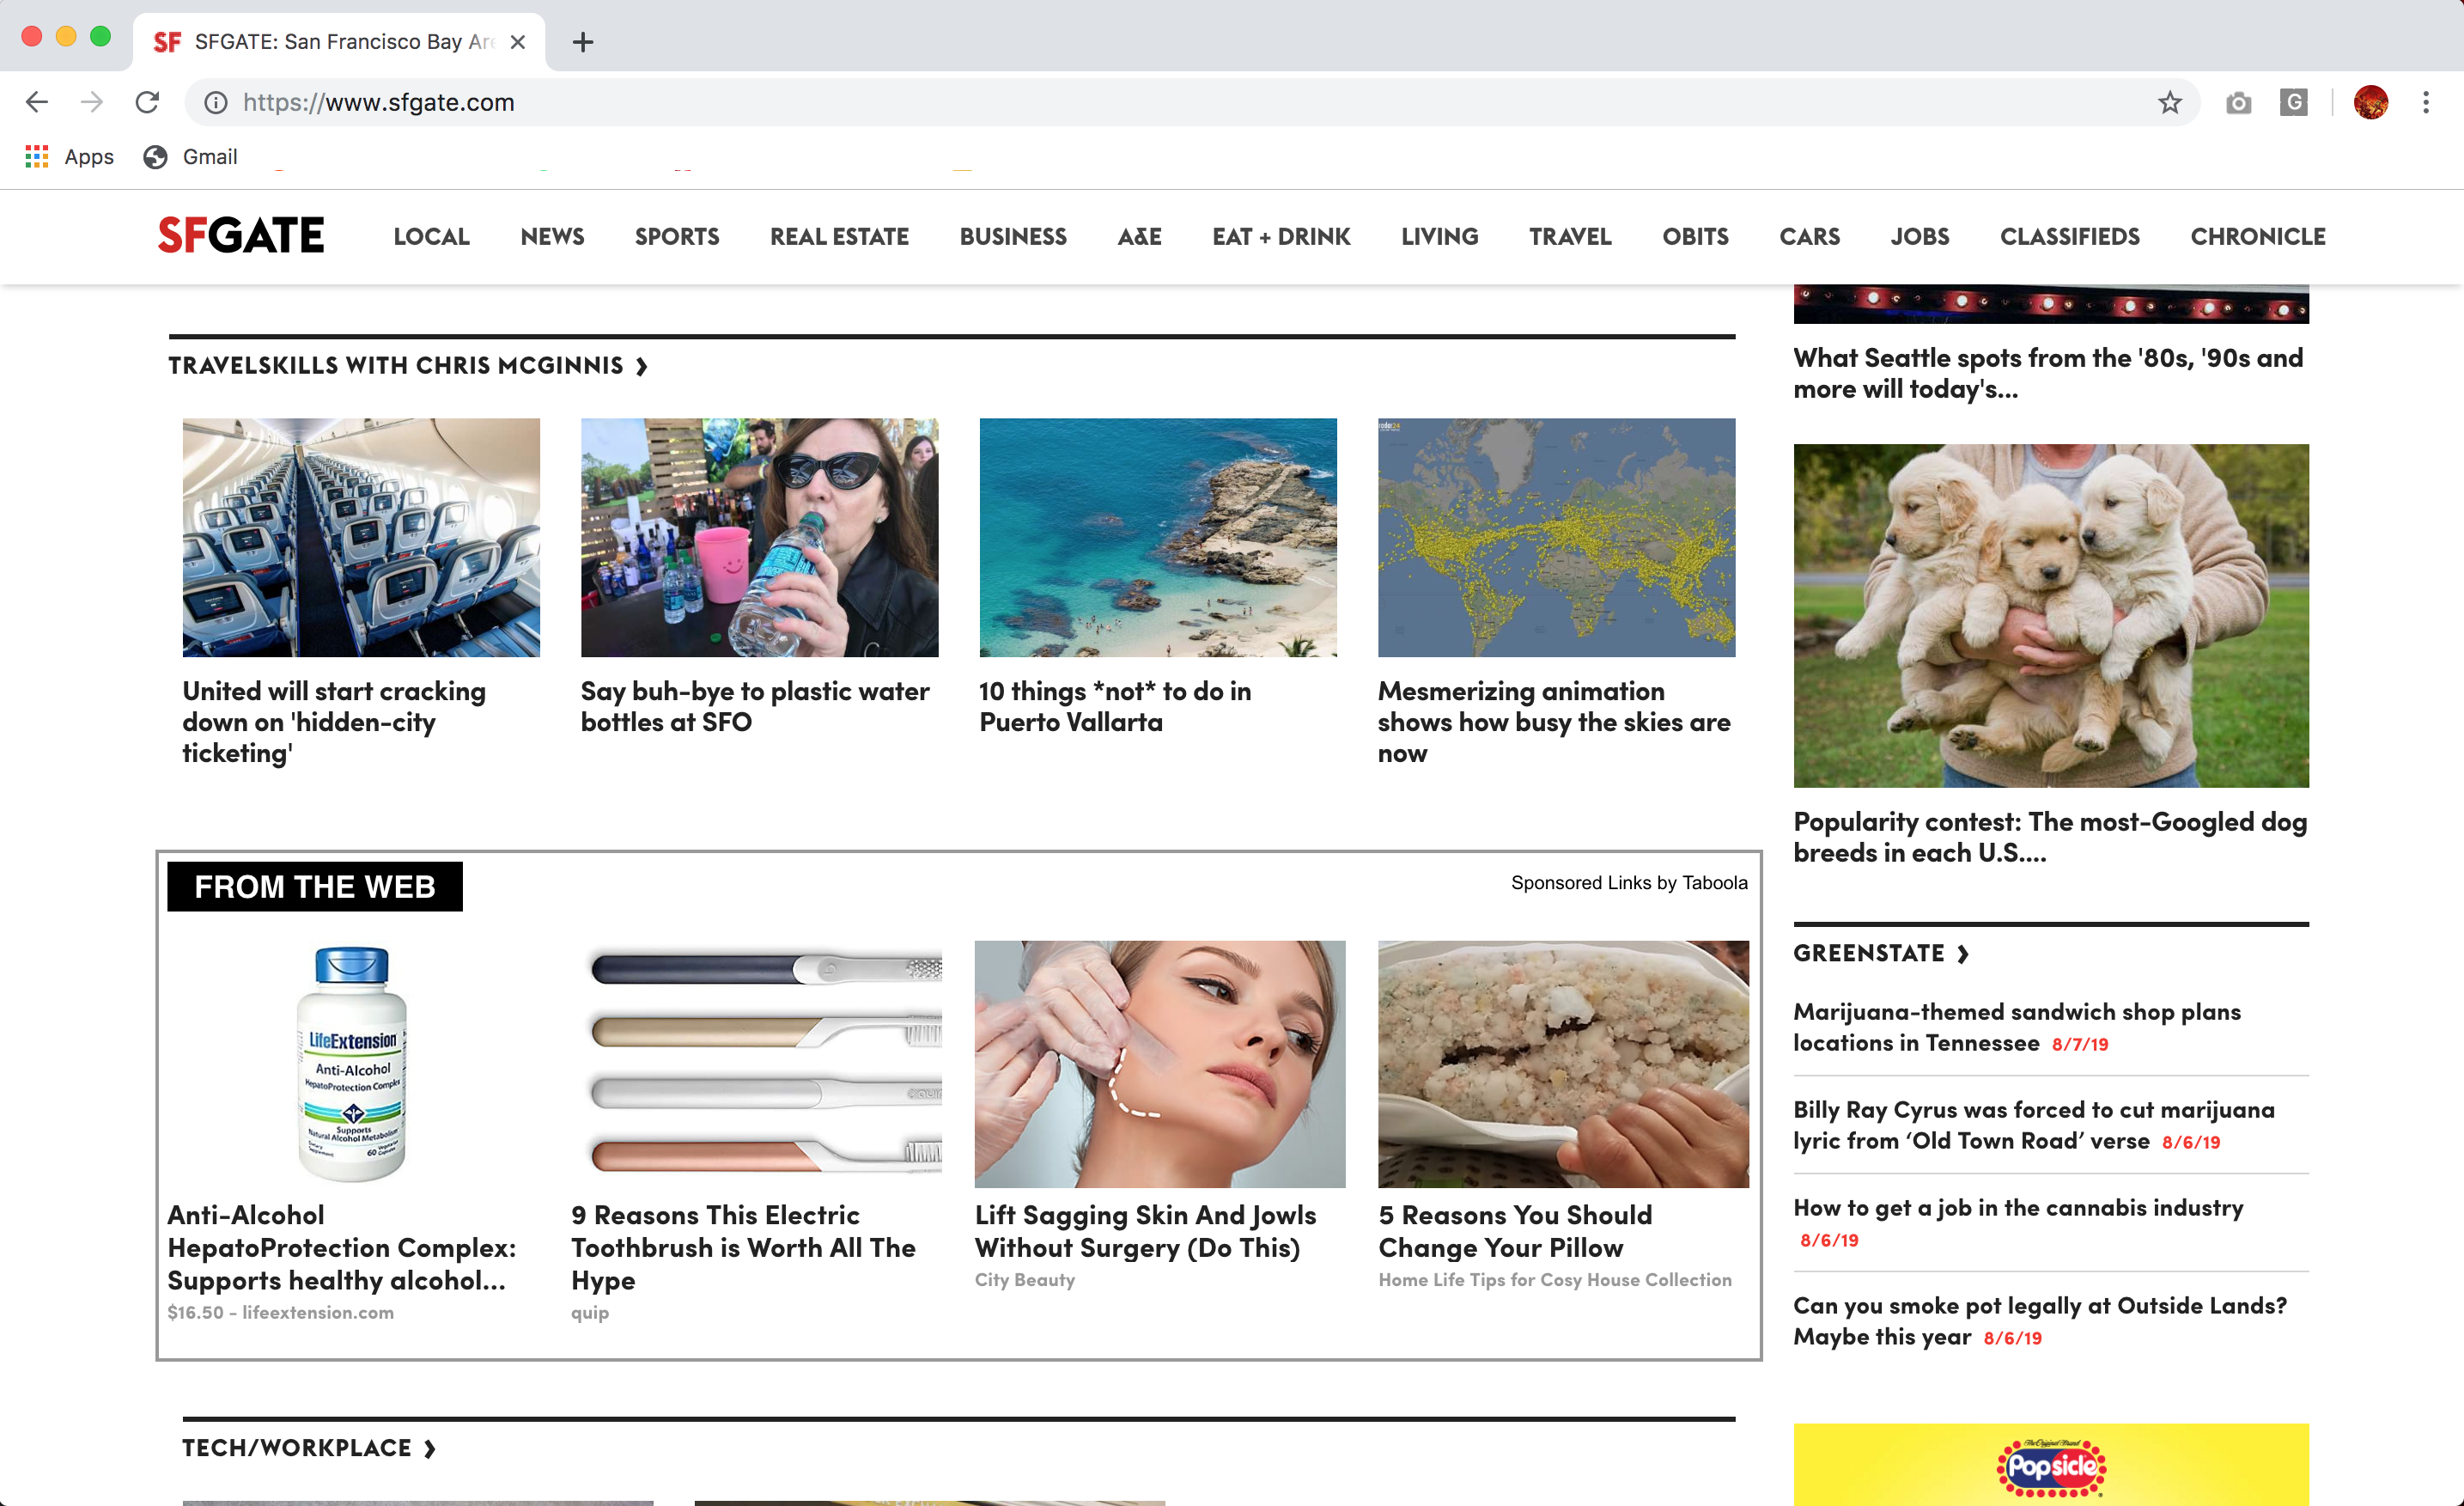 SF SFGATE: San Francisco Bay Are
https://www.sfgate.com
G
Apps Gmail
SFGATE LOCAL NEWS SPORTS REAL ESTATE BUSINESS A&E EAT + DRINK LIVING TRAVEL OBITS CARS JOBS CLASSIFIEDS CHRONICLE
TRAVELSKILLS WITH CHRIS MCGINNIS
United will start cracking
down on 'hidden-city
ticketing'
Say buh-bye to plastic water
bottles at SFO
10 things *not* to do in
Puerto Vallarta
Mesmerizing animation
shows how busy the skies are
now
FROM THE WEB
Sponsored Links by Taboola
LifeExtension
Anti-Alcohol
HepatoProtection Complex
Supports
Natural Alcohol Metabolism
60
Anti-Alcohol
HepatoProtection Complex:
Supports healthy alcohol...
$16.50 - lifeextension.com
9 Reasons This Electric
Toothbrush is Worth All The
Hype
quip
Lift Sagging Skin And Jowls
Without Surgery (Do This)
City Beauty
5 Reasons You Should
Change Your Pillow
Home Life Tips for Cosy House Collection
TECH/WORKPLACE
What Seattle spots from the '80s, '90s and
more will today's...
Popularity contest: The most-Googled dog
breeds in each U.S....
GREENSTATE
Marijuana-themed sandwich shop plans
locations in Tennessee 8/7/19
Billy Ray Cyrus was forced to cut marijuana
lyric from ‘Old Town Road’ verse 8/6/19
How to get a job in the cannabis industry
8/6/19
Can you smoke pot legally at Outside Lands?
Maybe this year 8/6/19
The Original Brand
Popsicle